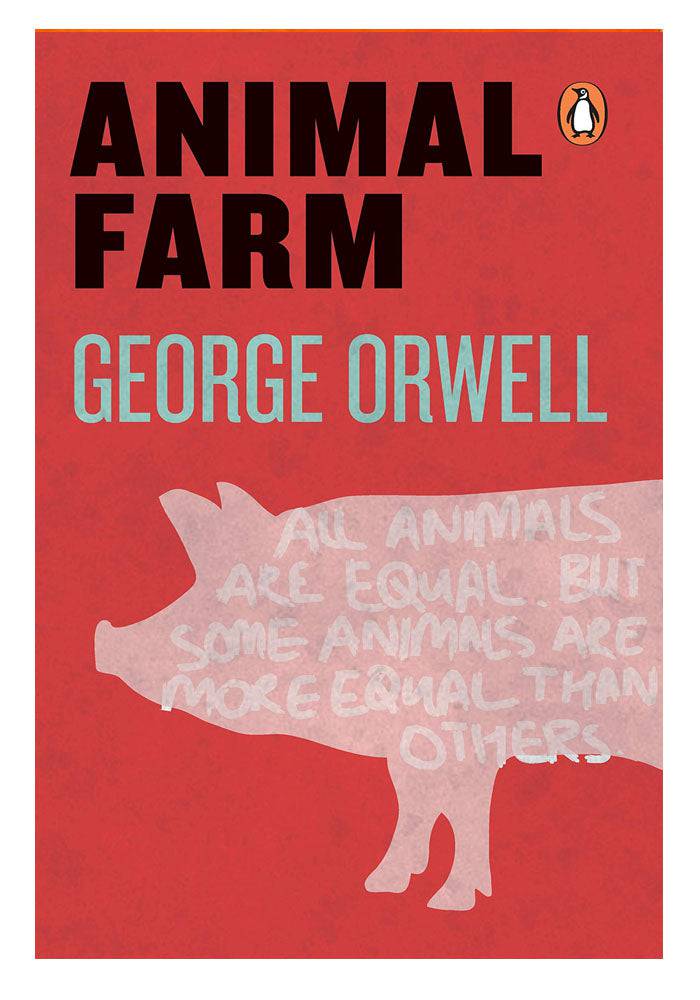 ANIMAL
FARM
GEORGE ORWELL
ALL ANIMALS
ARE EQUAL. BUT
SOME ANIMALS ARE
MORE EQUAL THAN
OTHERS.